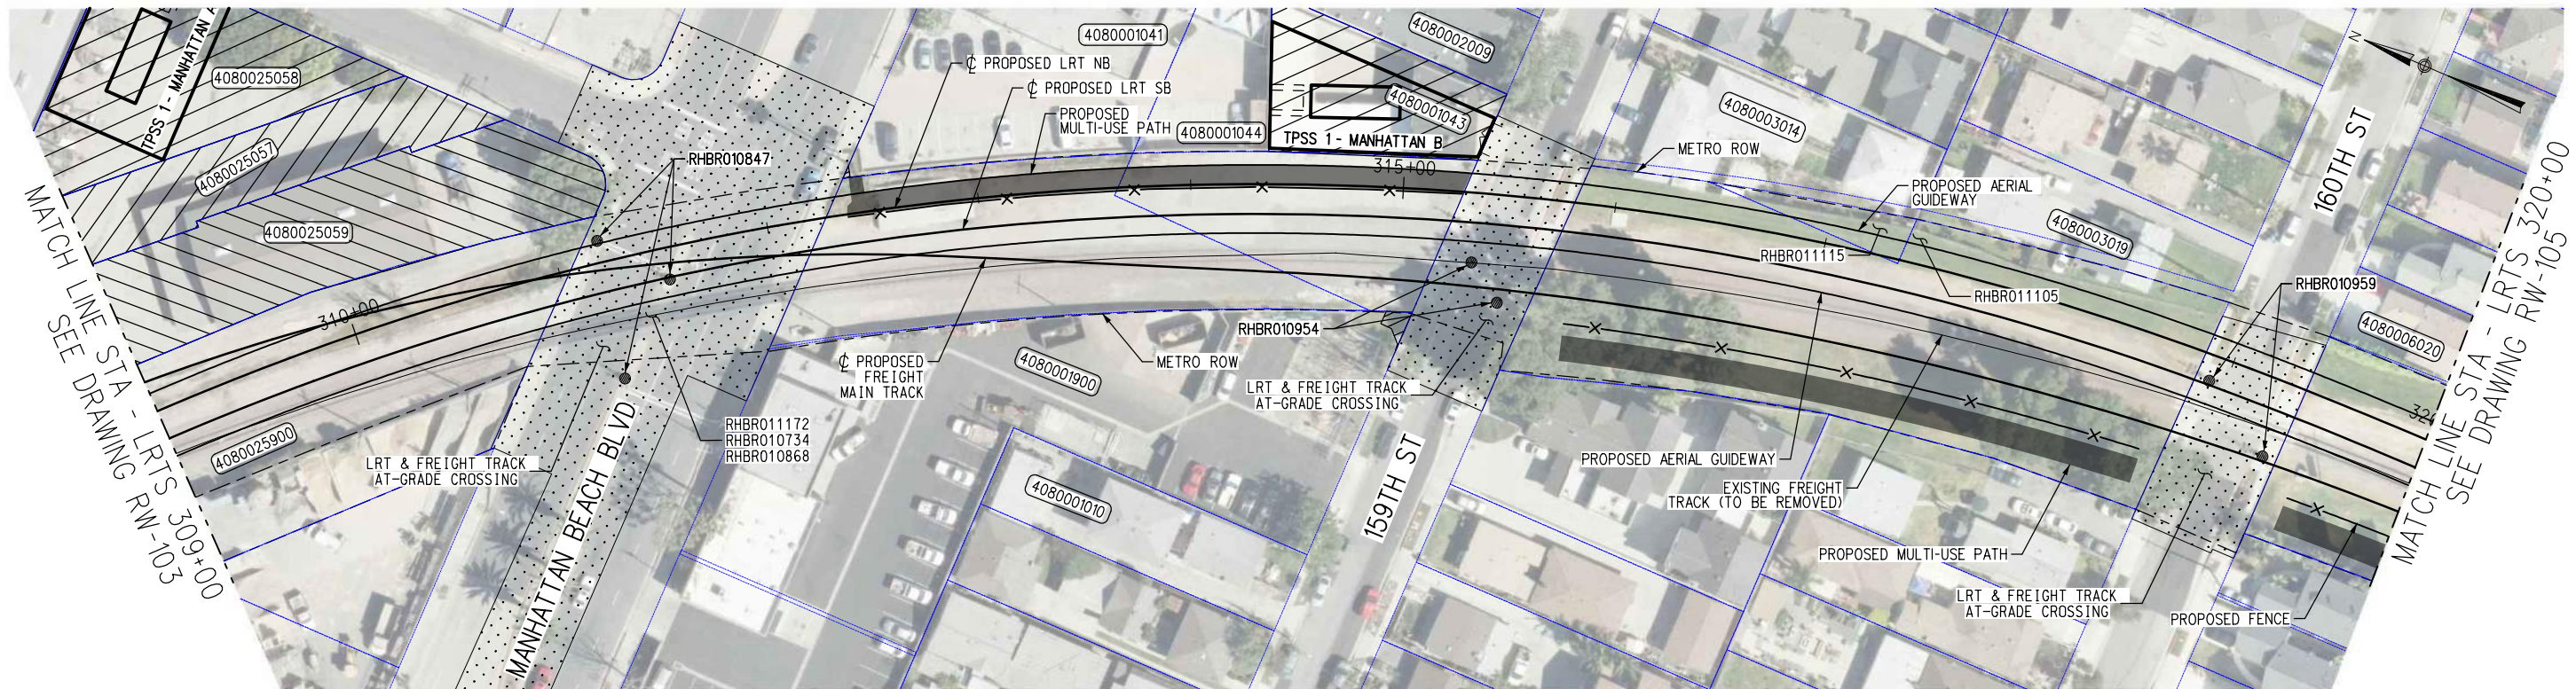 TPSS 1 - MANHATTAN
4080025058
4080025057
4080025059
MATCH LINE STA - LRTS 309+00
SEE DRAWING RW-103
310+00
4080025900
LRT & FREIGHT TRACK
AT-GRADE CROSSING
MANHATTAN BEACH BLVD
RHBR010847
RHBR011172
RHBR010734
RHBR010868
₵ PROPOSED LRT NB
₵ PROPOSED LRT SB
PROPOSED
MULTI-USE PATH
4080001041
4080001044
₵ PROPOSED
FREIGHT
MAIN TRACK
4080001900
METRO ROW
4080001010
4080002009
4080001043
TPSS 1 - MANHATTAN B
315+00
RHBR010954
LRT & FREIGHT TRACK
AT-GRADE CROSSING
159TH ST
4080003014
METRO ROW
PROPOSED AERIAL
GUIDEWAY
4080003019
RHBR011115
RHBR011105
PROPOSED AERIAL GUIDEWAY
EXISTING FREIGHT
TRACK (TO BE REMOVED)
PROPOSED MULTI-USE PATH
LRT & FREIGHT TRACK
AT-GRADE CROSSING
PROPOSED FENCE
N
160TH ST
RHBR010959
4080006020
MATCH LINE STA - LRTS 320+00
SEE DRAWING RW-105